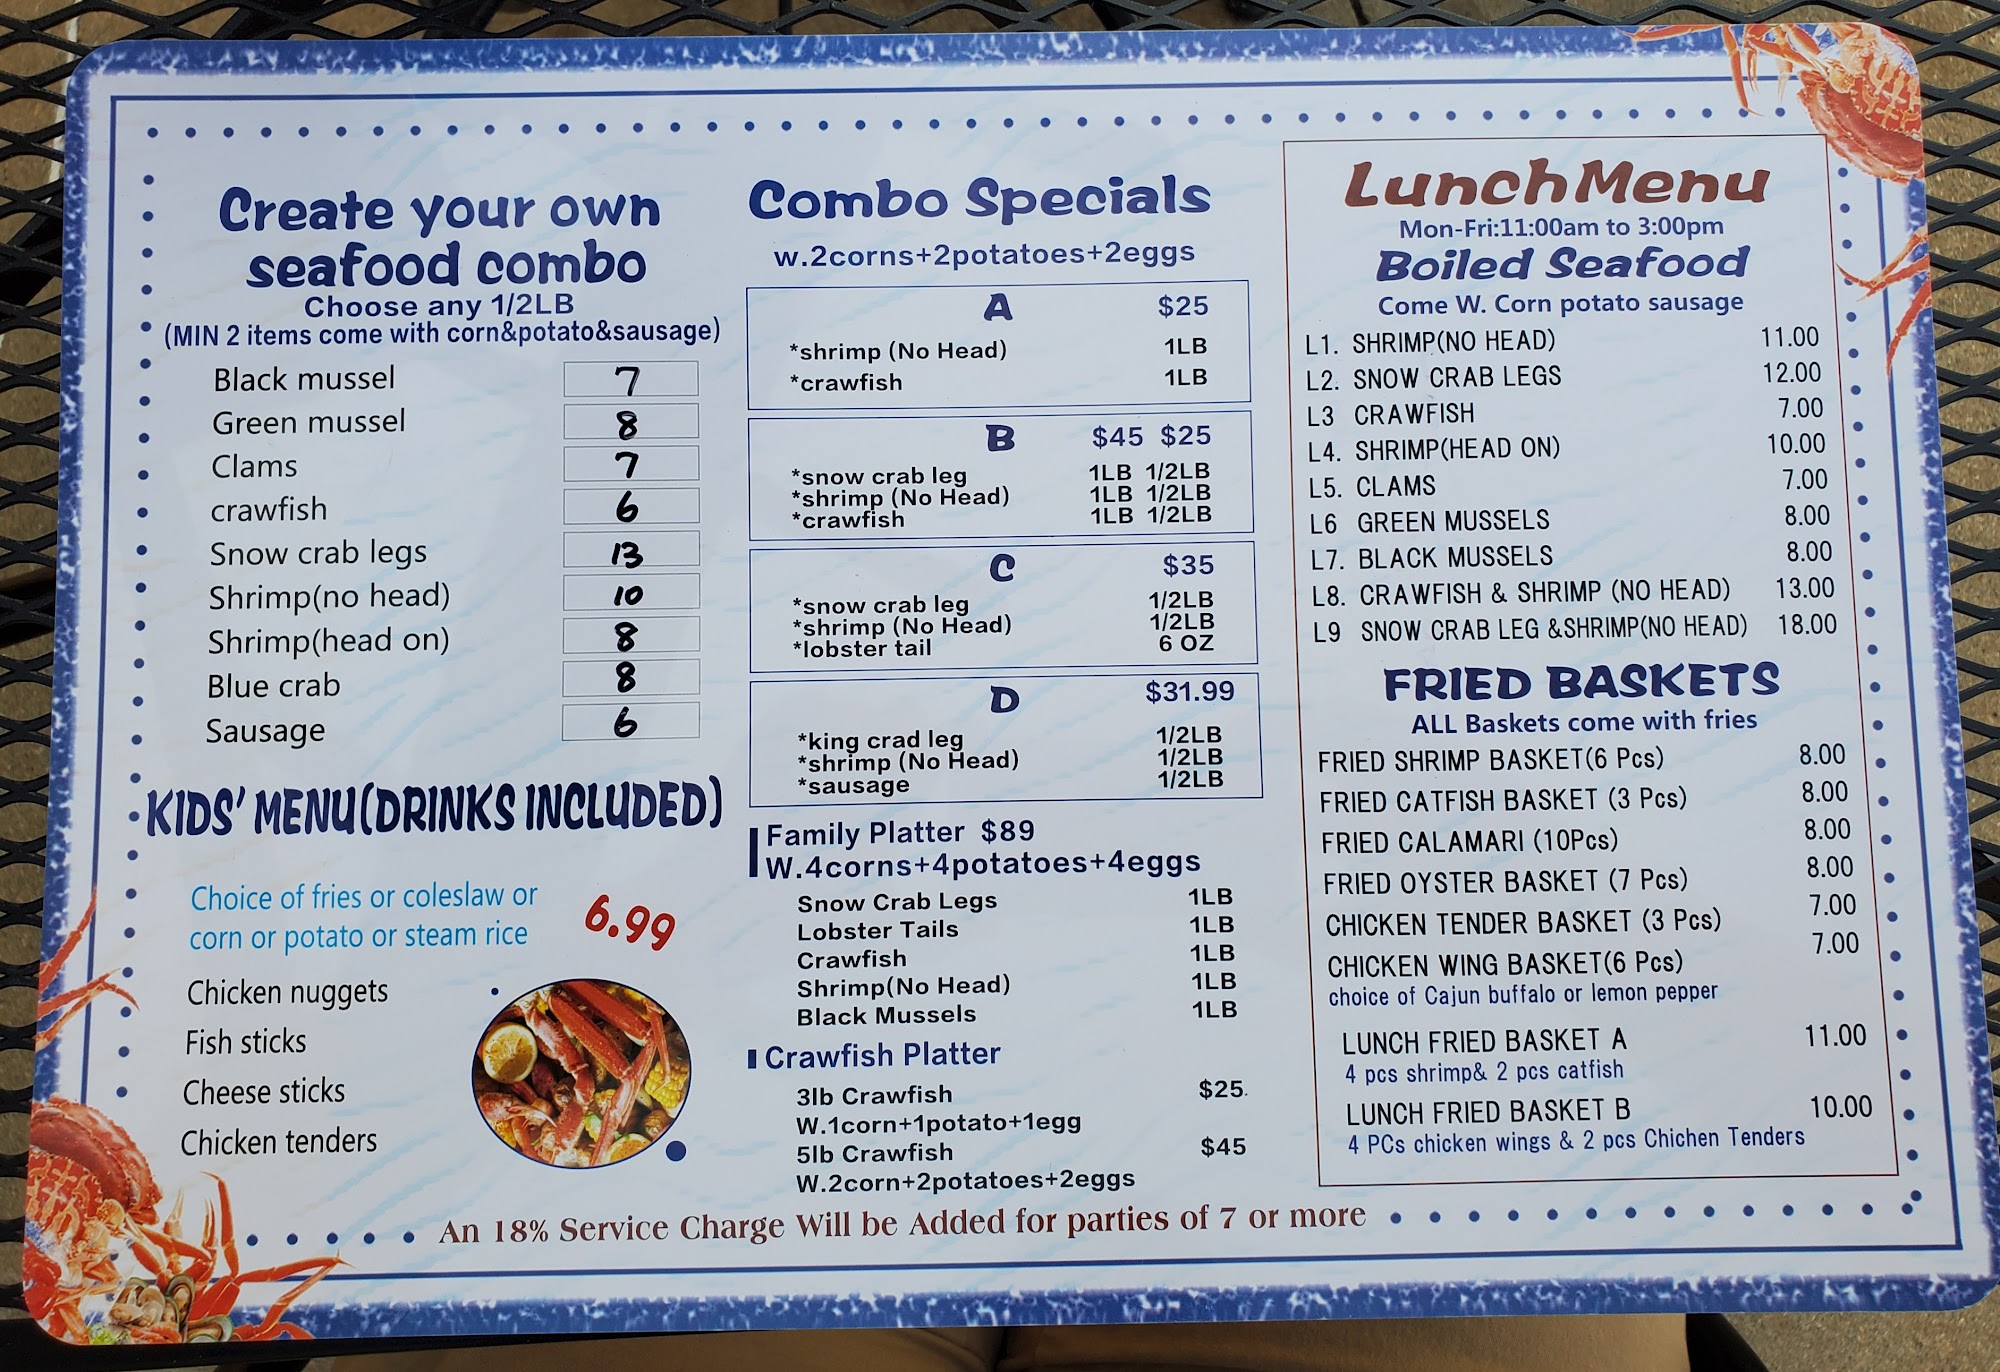 Create your own
seafood combo
Choose any 1/2LB
(MIN 2 items come with corn&potato&sausage)
Black mussel 7
Green mussel 8
Clams 7
crawfish 6
Snow crab legs 13
Shrimp(no head) 10
Shrimp(head on) 8
Blue crab 8
Sausage 6
KIDS' MENU(DRINKS INCLUDED)
Choice of fries or coleslaw or
corn or potato or steam rice
6.99
Chicken nuggets
Fish sticks
Cheese sticks
Chicken tenders
Combo Specials
w.2corns+2potatoes+2eggs
A $25
*shrimp (No Head) 1LB
*crawfish 1LB
B $45 $25
*snow crab leg 1LB 1/2LB
*shrimp (No Head) 1LB 1/2LB
*crawfish 1LB 1/2LB
C $35
*snow crab leg 1/2LB
*shrimp (No Head) 1/2LB
*lobster tail 6 OZ
D $31.99
*king crad leg 1/2LB
*shrimp (No Head) 1/2LB
*sausage 1/2LB
Family Platter $89
W.4corns+4potatoes+4eggs
Snow Crab Legs 1LB
Lobster Tails 1LB
Crawfish 1LB
Shrimp(No Head) 1LB
Black Mussels 1LB
Crawfish Platter
3lb Crawfish $25.
W.1corn+1potato+1egg
5lb Crawfish $45
W.2corn+2potatoes+2eggs
Lunch Menu
Mon-Fri:11:00am to 3:00pm
Boiled Seafood
Come W. Corn potato sausage
L1. SHRIMP(NO HEAD) 11.00
L2. SNOW CRAB LEGS 12.00
L3 CRAWFISH 7.00
L4. SHRIMP(HEAD ON) 10.00
L5. CLAMS 7.00
L6 GREEN MUSSELS 8.00
L7. BLACK MUSSELS 8.00
L8. CRAWFISH & SHRIMP (NO HEAD) 13.00
L9 SNOW CRAB LEG &SHRIMP(NO HEAD) 18.00
FRIED BASKETS
ALL Baskets come with fries
FRIED SHRIMP BASKET(6 Pcs) 8.00
FRIED CATFISH BASKET (3 Pcs) 8.00
FRIED CALAMARI (10Pcs) 8.00
FRIED OYSTER BASKET (7 Pcs) 8.00
CHICKEN TENDER BASKET (3 Pcs) 7.00
CHICKEN WING BASKET(6 Pcs) 7.00
choice of Cajun buffalo or lemon pepper
LUNCH FRIED BASKET A 11.00
4 pcs shrimp& 2 pcs catfish
LUNCH FRIED BASKET B 10.00
4 PCs chicken wings & 2 pcs Chichen Tenders
An 18% Service Charge Will be Added for parties of 7 or more